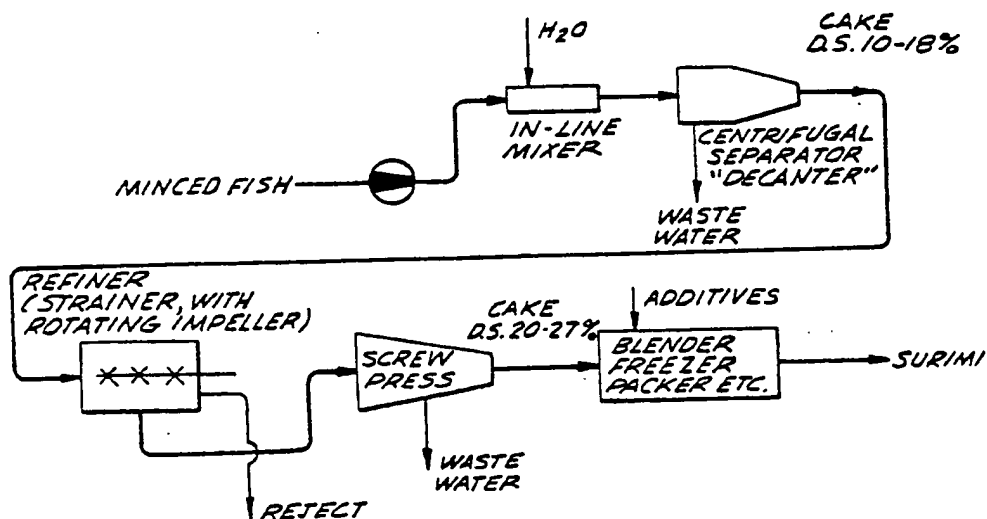 H2O
CAKE
D.S. 10-18%
IN-LINE
MIXER
CENTRIFUGAL
SEPARATOR
"DECANTER"
MINCED FISH
WASTE
WATER
REFINER
(STRAINER, WITH
ROTATING IMPELLER)
CAKE
D.S. 20-27%
ADDITIVES
SCREW
PRESS
BLENDER
FREEZER
PACKER ETC.
SURIMI
WASTE
WATER
REJECT